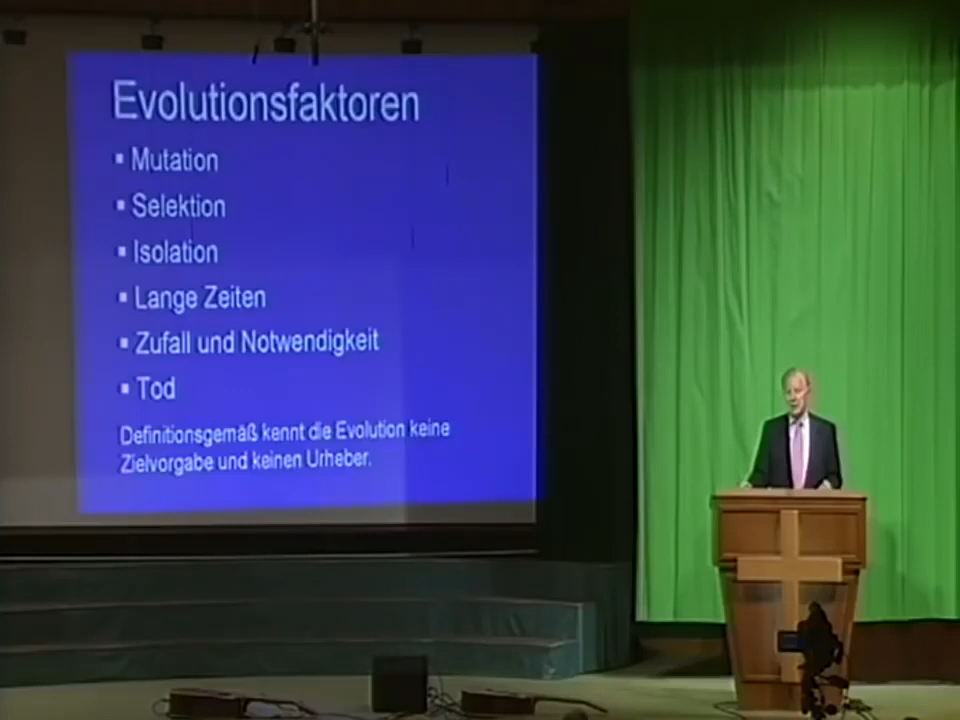 Evolutionsfaktoren
▪ Mutation
▪ Selektion
▪ Isolation
▪ Lange Zeiten
▪ Zufall und Notwendigkeit
▪ Tod
Definitionsgemäß kennt die Evolution keine
Zielvorgabe und keinen Urheber.